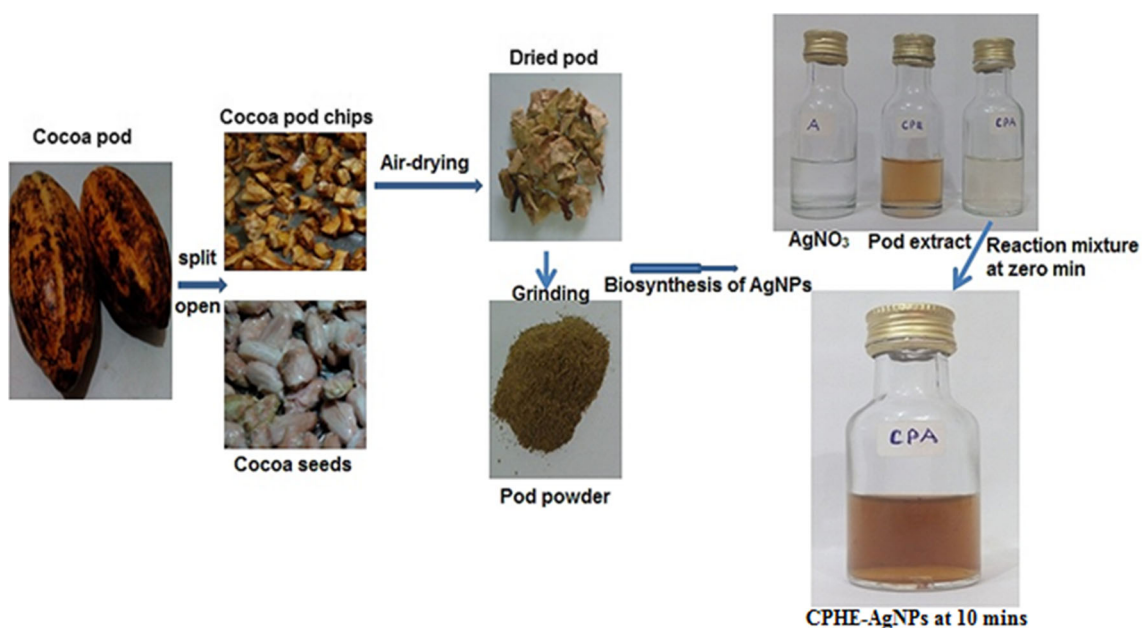 Cocoa pod
split
open
Cocoa pod chips
Cocoa seeds
Air-drying
Dried pod
Grinding
Pod powder
Biosynthesis of AgNPs
A
CPE
CPA
AgNO₃
Pod extract
Reaction mixture
at zero min
CPA
CPHE-AgNPs at 10 mins